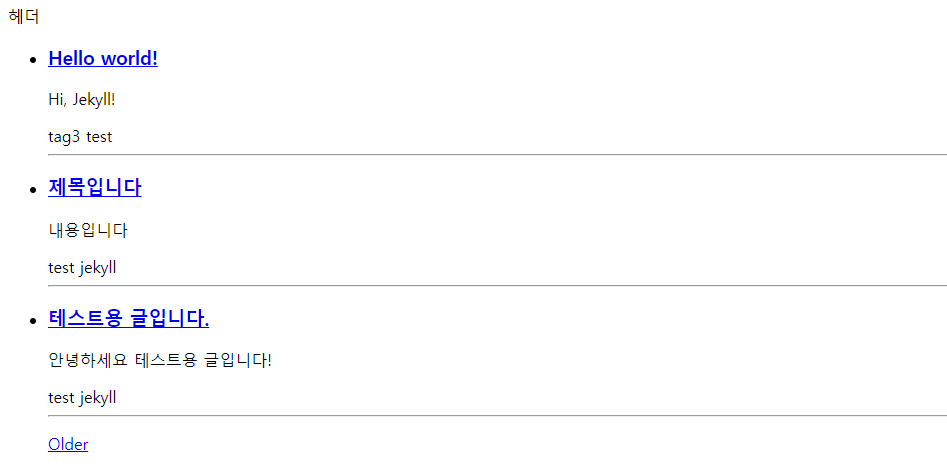 헤더
Hello world!
Hi, Jekyll!
tag3 test
제목입니다
내용입니다
test jekyll
테스트용 글입니다.
안녕하세요 테스트용 글입니다!
test jekyll
Older